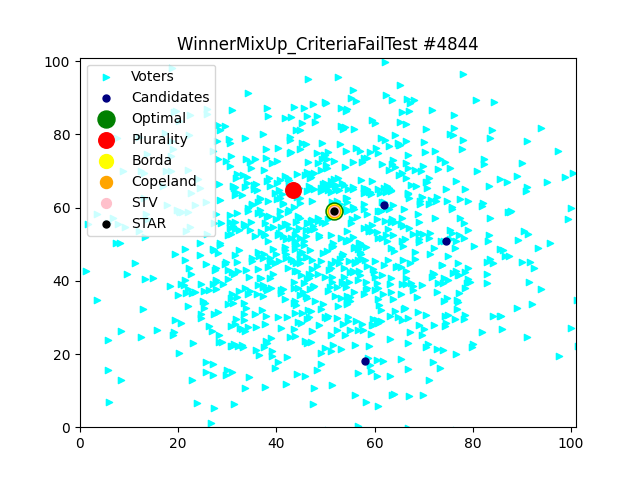 WinnerMixUp_CriteriaFailTest #4844
Voters
Candidates
Optimal
Plurality
Borda
Copeland
STV
STAR
100
80
60
40
20
0
0 20 40 60 80 100